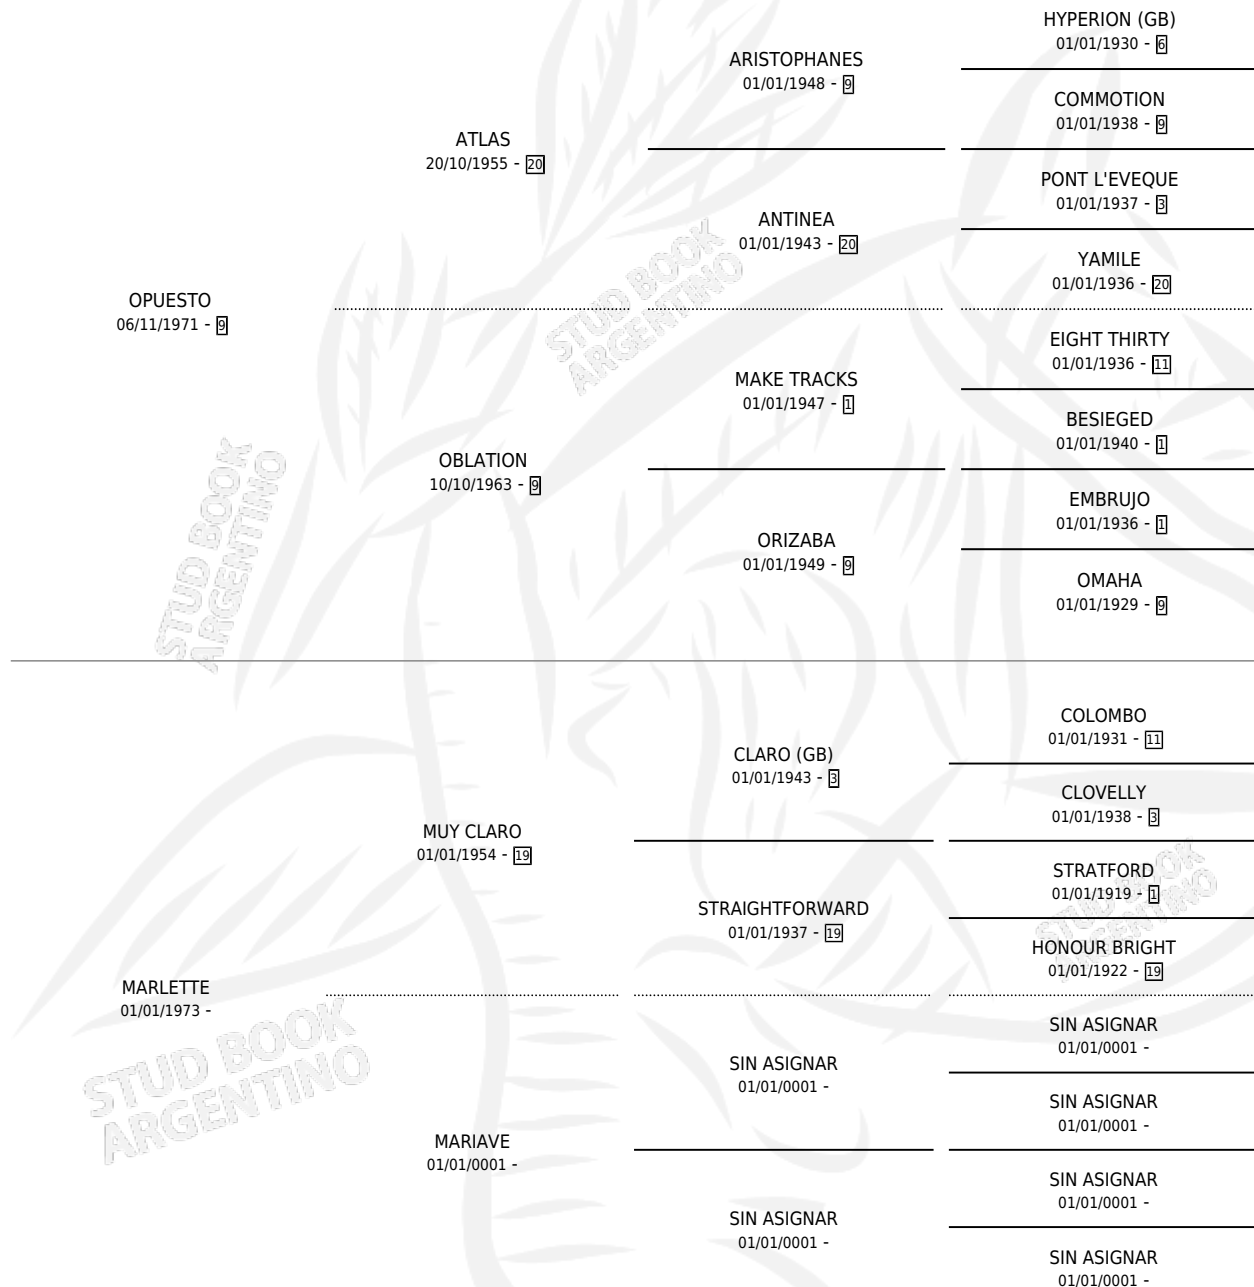 HYPERION (GB)
01/01/1930 - 6
ARISTOPHANES
01/01/1948 - 9
COMMOTION
01/01/1938 - 9
ATLAS
20/10/1955 - 20
PONT L'EVEQUE
01/01/1937 - 3
ANTINEA
01/01/1943 - 20
YAMILE
01/01/1936 - 20
OPUESTO
06/11/1971 - 9
STUD BOOK
ARGENTINO
EIGHT THIRTY
01/01/1936 - 11
MAKE TRACKS
01/01/1947 - 1
BESIEGED
01/01/1940 - 1
OBLATION
10/10/1963 - 9
EMBRUJO
01/01/1936 - 1
ORIZABA
01/01/1949 - 9
OMAHA
01/01/1929 - 9
STUD BOOK
ARGENTINO
COLOMBO
01/01/1931 - 11
CLARO (GB)
01/01/1943 - 3
CLOVELLY
01/01/1938 - 3
MUY CLARO
01/01/1954 - 19
STRATFORD
01/01/1919 - 1
STRAIGHTFORWARD
01/01/1937 - 19
STUD BOOK
ARGENTINO
HONOUR BRIGHT
01/01/1922 - 19
MARLETTE
01/01/1973 -
SIN ASIGNAR
01/01/0001 -
SIN ASIGNAR
01/01/0001 -
STUD BOOK
ARGENTINO
SIN ASIGNAR
01/01/0001 -
MARIAVE
01/01/0001 -
SIN ASIGNAR
01/01/0001 -
SIN ASIGNAR
01/01/0001 -
SIN ASIGNAR
01/01/0001 -